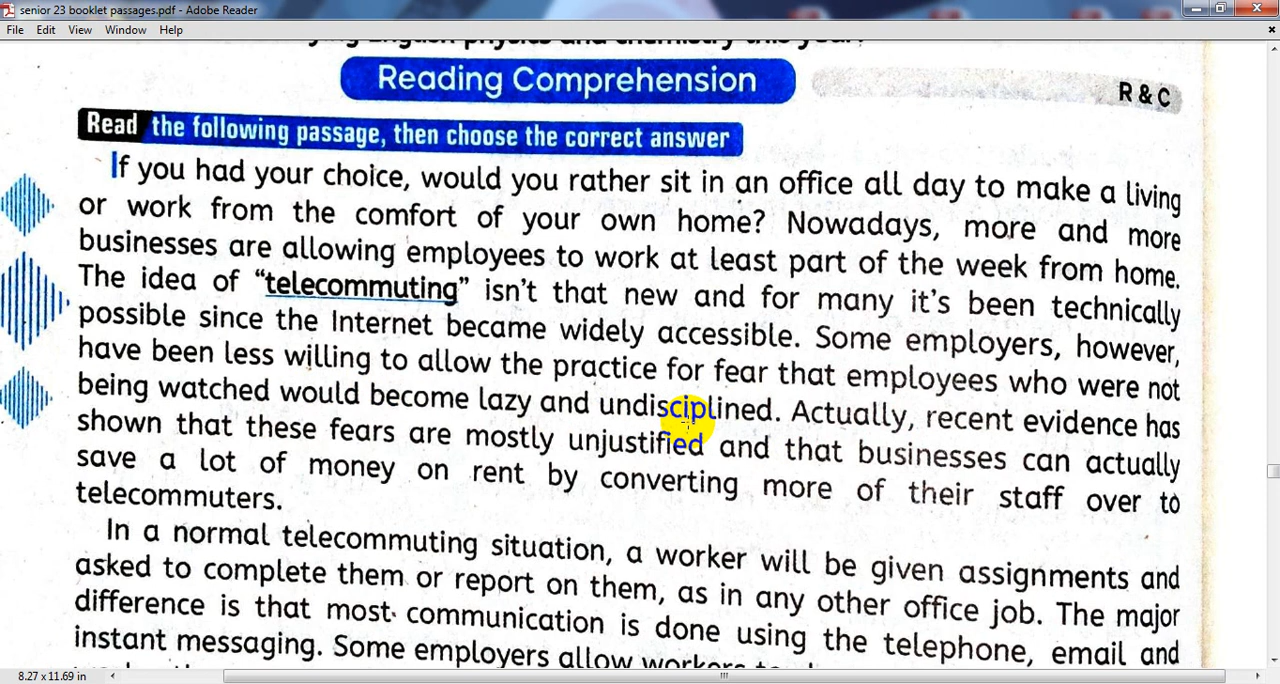 senior 23 booklet passages.pdf - Adobe Reader
File Edit View Window Help
English physics and chemistry this year.
Reading Comprehension
R & C
Read the following passage, then choose the correct answer
If you had your choice, would you rather sit in an office all day to make a living
or work from the comfort of your own home? Nowadays, more and more
businesses are allowing employees to work at least part of the week from home.
The idea of “telecommuting” isn't that new and for many it's been technically
possible since the Internet became widely accessible. Some employers, however,
have been less willing to allow the practice for fear that employees who were not
being watched would become lazy and undisciplined. Actually, recent evidence has
shown that these fears are mostly unjustified and that businesses can actually
save a lot of money on rent by converting more of their staff over to
telecommuters.
In a normal telecommuting situation, a worker will be given assignments and
asked to complete them or report on them, as in any other office job. The major
difference is that most communication is done using the telephone, email and
instant messaging. Some employers allow workers to
8.27 x 11.69 in